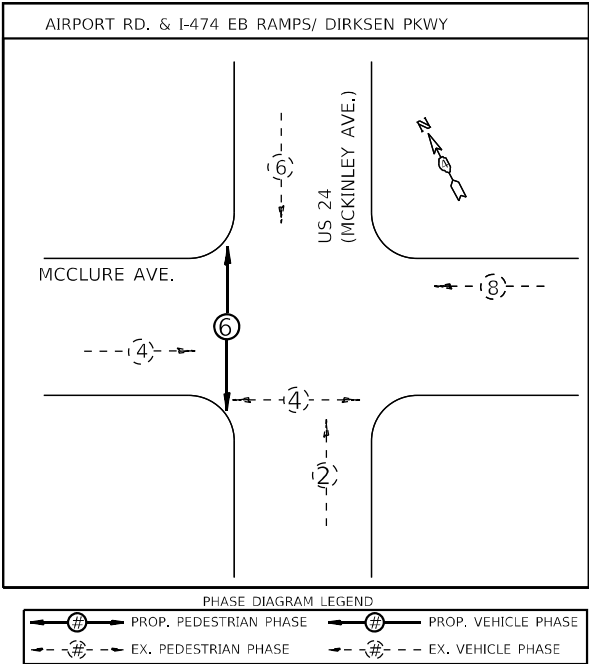 AIRPORT RD. & I-474 EB RAMPS/ DIRKSEN PKWY
6
US 24
(MCKINLEY AVE.)
N
MCCLURE AVE.
8
6
4
4
2
PHASE DIAGRAM LEGEND
# PROP. PEDESTRIAN PHASE # PROP. VEHICLE PHASE
# EX. PEDESTRIAN PHASE # EX. VEHICLE PHASE